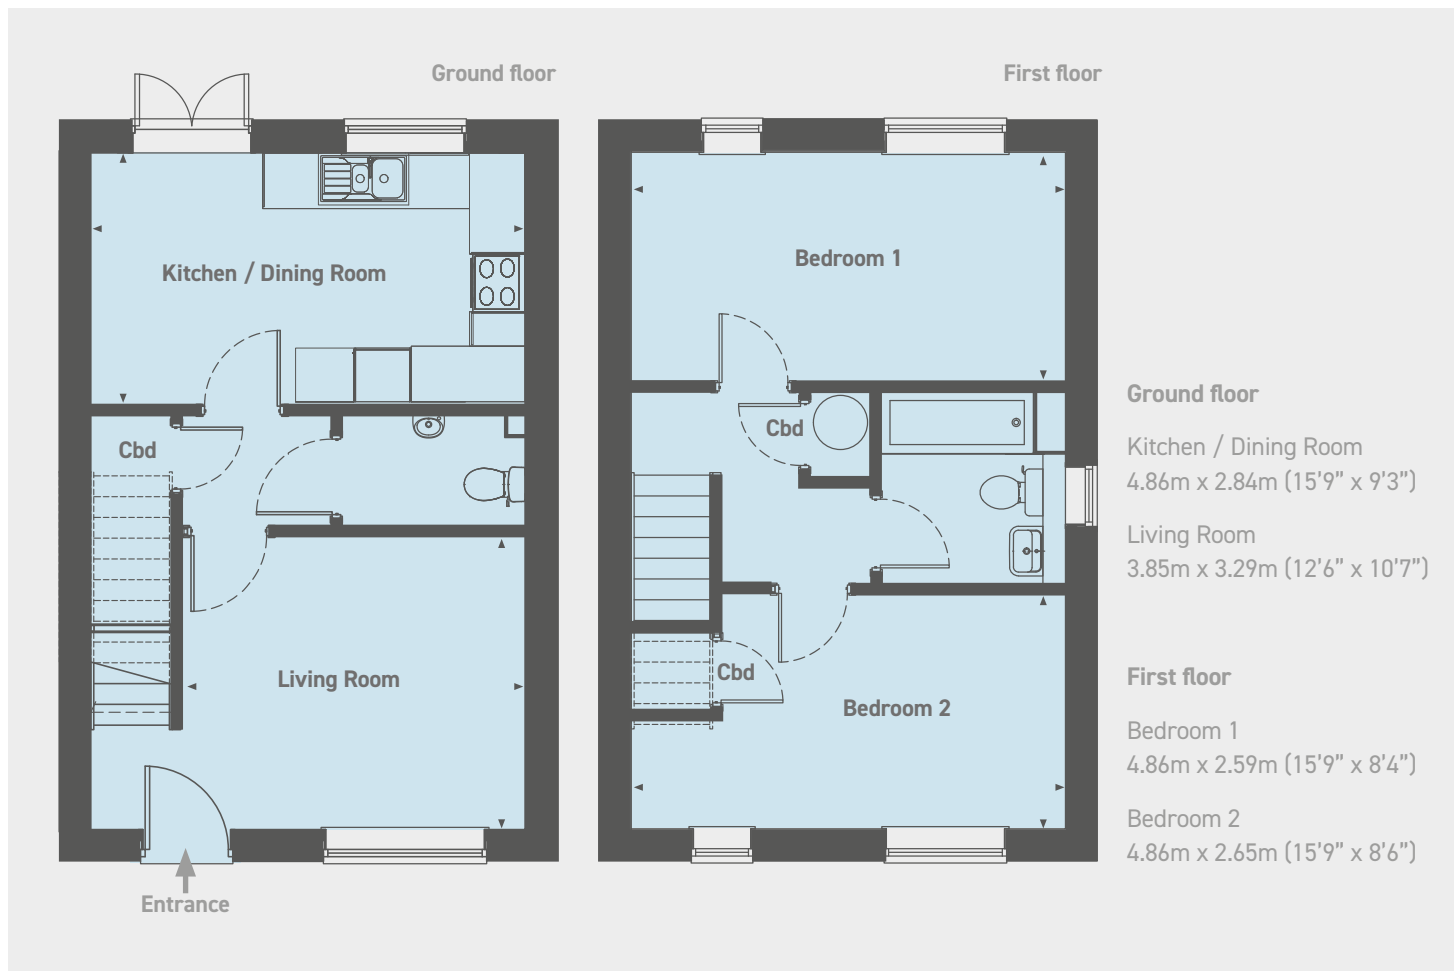 Ground floor
First floor
Kitchen / Dining Room
Cbd
Living Room
Entrance
Bedroom 1
Cbd
Cbd
Bedroom 2
Ground floor
Kitchen / Dining Room
4.86m x 2.84m (15’9” x 9’3”)
Living Room
3.85m x 3.29m (12’6” x 10’7”)
First floor
Bedroom 1
4.86m x 2.59m (15’9” x 8’4”)
Bedroom 2
4.86m x 2.65m (15’9” x 8’6”)